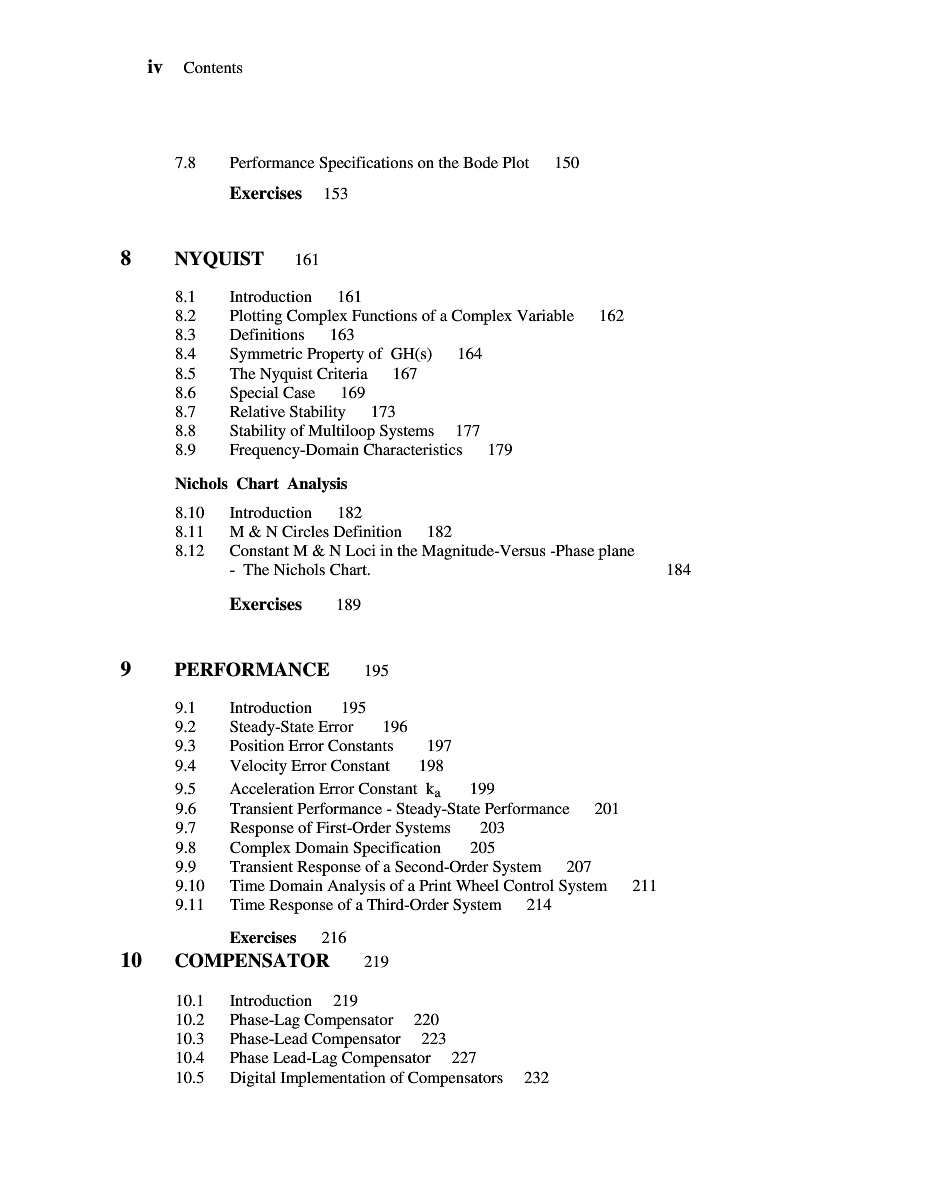 iv Contents
7.8 Performance Specifications on the Bode Plot 150
Exercises 153
8 NYQUIST 161
8.1 Introduction 161
8.2 Plotting Complex Functions of a Complex Variable 162
8.3 Definitions 163
8.4 Symmetric Property of GH(s) 164
8.5 The Nyquist Criteria 167
8.6 Special Case 169
8.7 Relative Stability 173
8.8 Stability of Multiloop Systems 177
8.9 Frequency-Domain Characteristics 179
Nichols Chart Analysis
8.10 Introduction 182
8.11 M & N Circles Definition 182
8.12 Constant M & N Loci in the Magnitude-Versus -Phase plane
- The Nichols Chart. 184
Exercises 189
9 PERFORMANCE 195
9.1 Introduction 195
9.2 Steady-State Error 196
9.3 Position Error Constants 197
9.4 Velocity Error Constant 198
9.5 Acceleration Error Constant ka 199
9.6 Transient Performance - Steady-State Performance 201
9.7 Response of First-Order Systems 203
9.8 Complex Domain Specification 205
9.9 Transient Response of a Second-Order System 207
9.10 Time Domain Analysis of a Print Wheel Control System 211
9.11 Time Response of a Third-Order System 214
Exercises 216
10 COMPENSATOR 219
10.1 Introduction 219
10.2 Phase-Lag Compensator 220
10.3 Phase-Lead Compensator 223
10.4 Phase Lead-Lag Compensator 227
10.5 Digital Implementation of Compensators 232